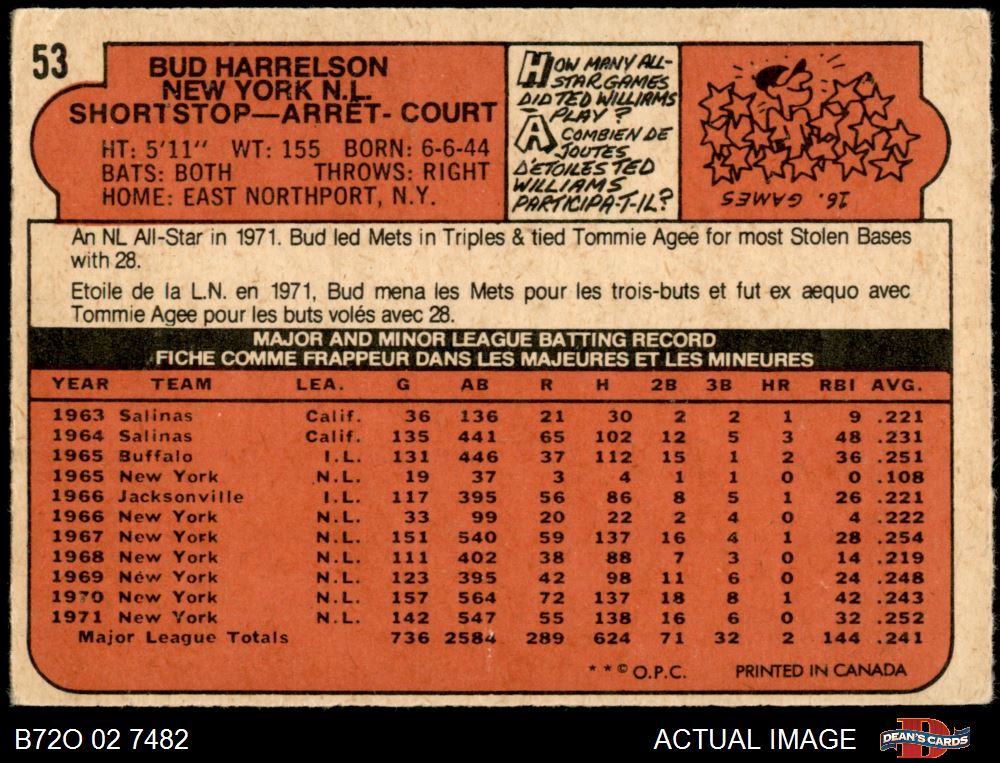 53
BUD HARRELSON
NEW YORK N.L.
SHORTSTOP—ARRÊT- COURT
HT: 5'11" WT: 155 BORN: 6-6-44
BATS: BOTH THROWS: RIGHT
HOME: EAST NORTHPORT, N.Y.
HOW MANY ALL-
STAR GAMES
DID TED WILLIAMS
PLAY?
A COMBIEN DE
JOUTES
D'ETOILES TED
WILLIAMS
PARTICIPA-T-IL?
16. GAMES
An NL All-Star in 1971. Bud led Mets in Triples & tied Tommie Agee for most Stolen Bases
with 28.
Etoile de la L.N. en 1971, Bud mena les Mets pour les trois-buts et fut ex æquo avec
Tommie Agee pour les buts volés avec 28.
MAJOR AND MINOR LEAGUE BATTING RECORD
FICHE COMME FRAPPEUR DANS LES MAJEURES ET LES MINEURES
YEAR TEAM LEA. G AB R H 2B 3B HR RBI AVG.
1963 Salinas Calif. 36 136 21 30 2 2 1 9 .221
1964 Salinas Calif. 135 441 65 102 12 5 3 48 .231
1965 Buffalo I.L. 131 446 37 112 15 1 2 36 .251
1965 New York N.L. 19 37 3 4 1 1 0 0 .108
1966 Jacksonville I.L. 117 395 56 86 8 5 1 26 .221
1966 New York N.L. 33 99 20 22 2 4 0 4 .222
1967 New York N.L. 151 540 59 137 16 4 1 28 .254
1968 New York N.L. 111 402 38 88 7 3 0 14 .219
1969 New York N.L. 123 395 42 98 11 6 0 24 .248
1970 New York N.L. 157 564 72 137 18 8 1 42 .243
1971 New York N.L. 142 547 55 138 16 6 0 32 .252
Major League Totals 736 2584 289 624 71 32 2 144 .241
* * © O.P.C. PRINTED IN CANADA
B72O 02 7482
ACTUAL IMAGE
D
DEAN'S CARDS